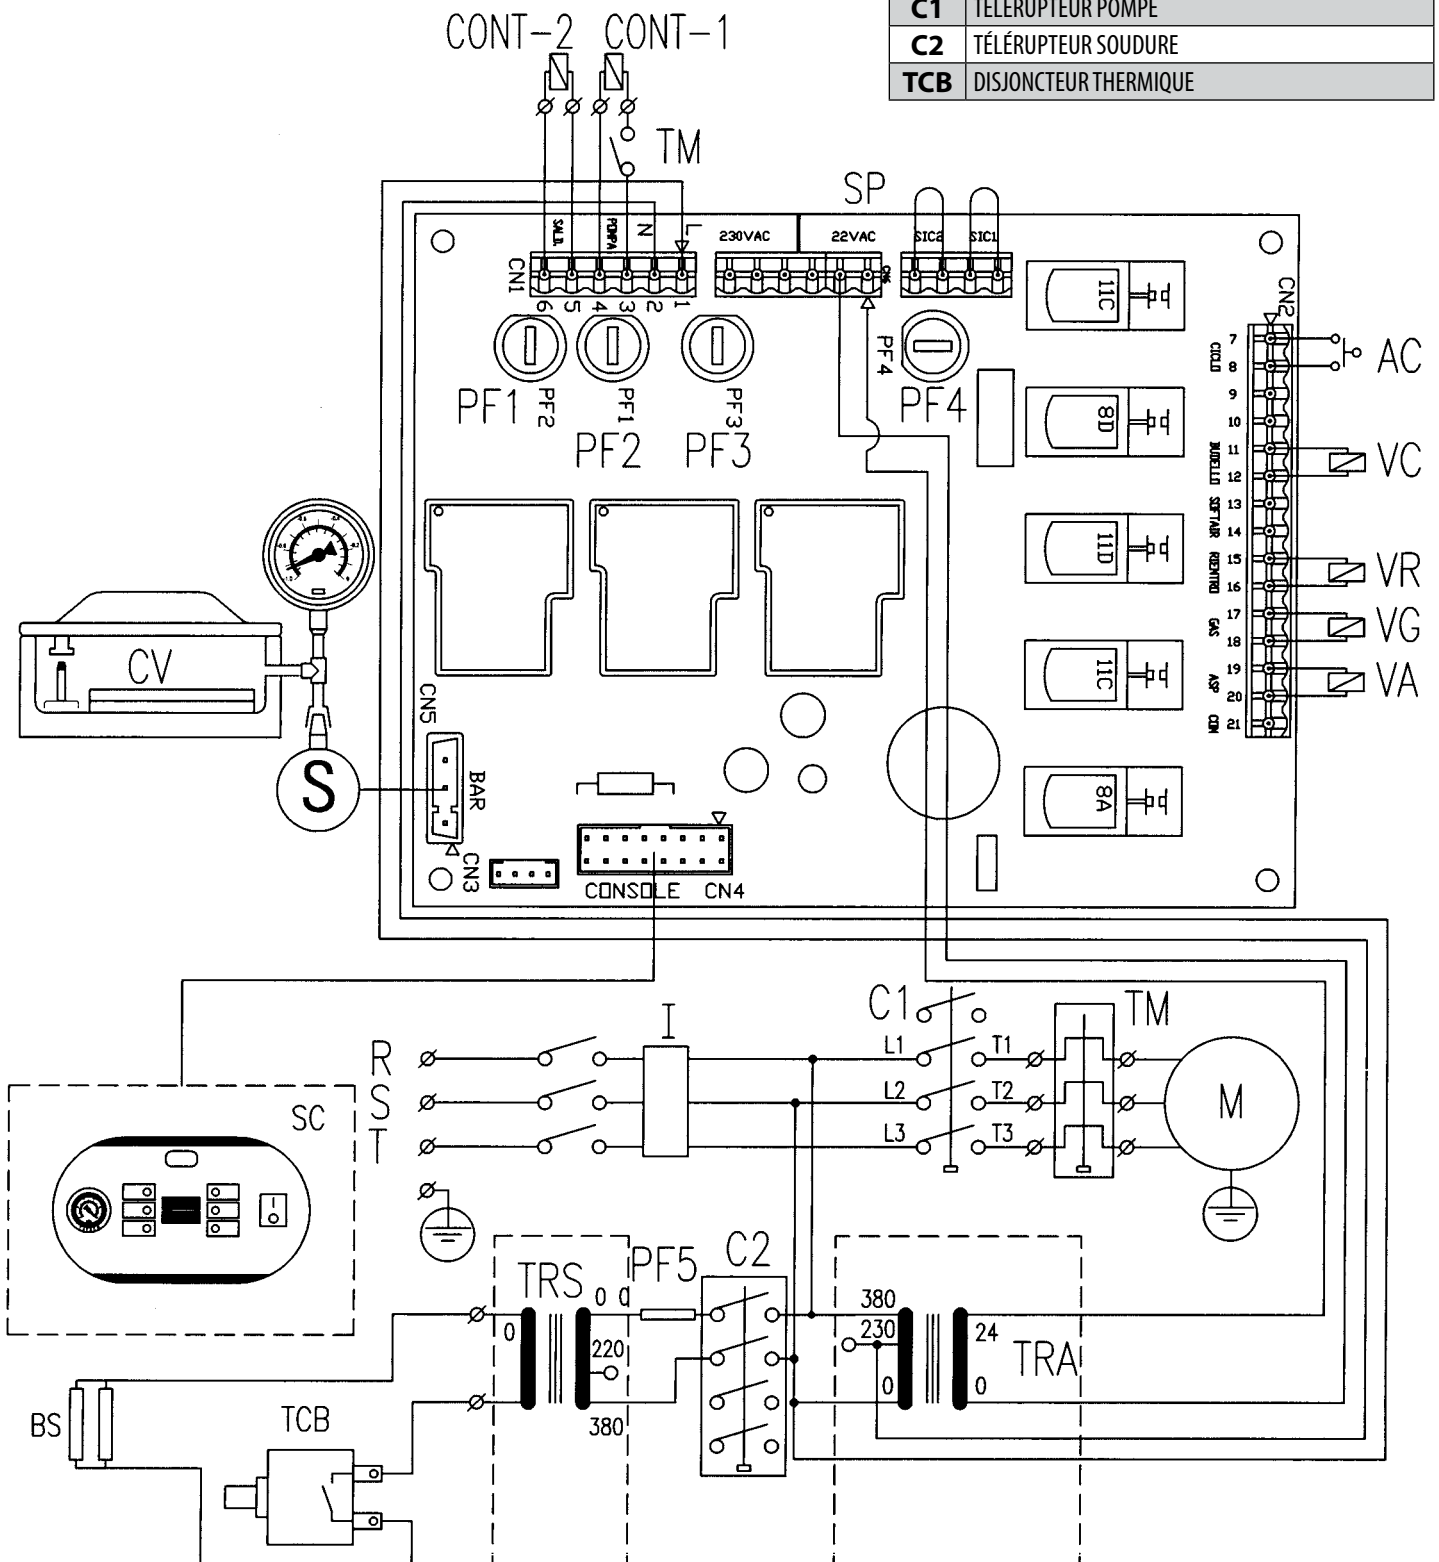 C1 TÉLÉRUPTEUR POMPE
C2 TÉLÉRUPTEUR SOUDURE
TCB DISJONCTEUR THERMIQUE
CONT-2 CONT-1
TM
SP
SALD. POMPA N L
230VAC 22VAC SIC2 SIC1
CN1 6 5 4 3 2 1
CN2
PF1 PF2 PF3 PF4
PF2 PF1 PF3 PF4
11C
8D
11D
11C
8A
7
CICLO 8
9
10
BUDELLO 11
12
SOFTAIR 13
14
RIENTRO 15
16
GAS 17
18
ASP 19
20
CON 21
AC
VC
VR
VG
VA
CV
S
CN5
BAR
CN3
CONSOLE CN4
SC
R
S
T
I
C1
L1 T1
L2 T2
L3 T3
TM
M
TRS
0
0 0
220
380
PF5
C2
380
230
0
24
0
TRA
BS
TCB